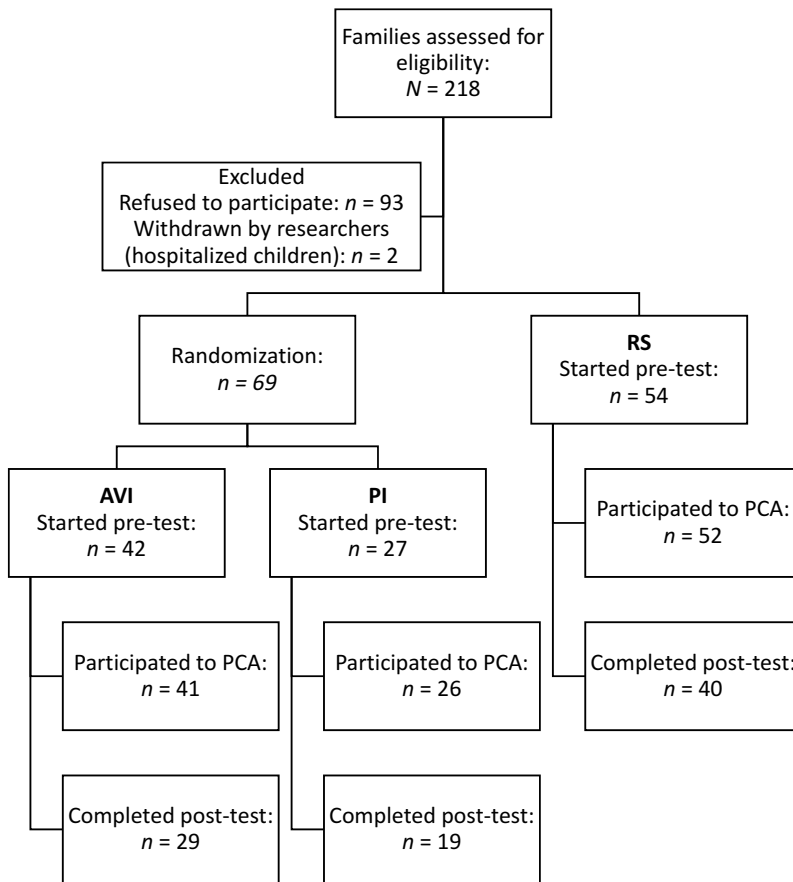 Families assessed for
eligibility:
N = 218
Excluded
Refused to participate: n = 93
Withdrawn by researchers
(hospitalized children): n = 2
Randomization:
n = 69
RS
Started pre-test:
n = 54
AVI
Started pre-test:
n = 42
PI
Started pre-test:
n = 27
Participated to PCA:
n = 52
Participated to PCA:
n = 41
Participated to PCA:
n = 26
Completed post-test:
n = 40
Completed post-test:
n = 29
Completed post-test:
n = 19